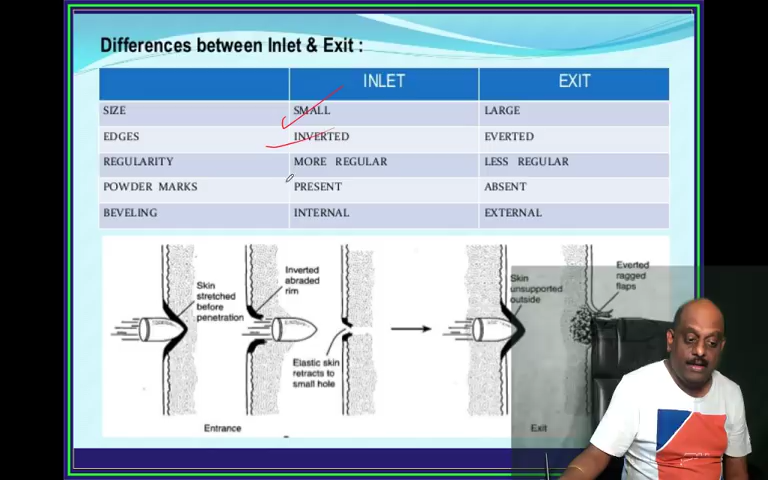 Differences between Inlet & Exit :
INLET EXIT
SIZE SMALL LARGE
EDGES INVERTED EVERTED
REGULARITY MORE REGULAR LESS REGULAR
POWDER MARKS PRESENT ABSENT
BEVELING INTERNAL EXTERNAL
Skin
stretched
before
penetration
Inverted
abraded
rim
Elastic skin
retracts to
small hole
Entrance
Skin
unsupported
outside
Everted
ragged
flaps
Exit